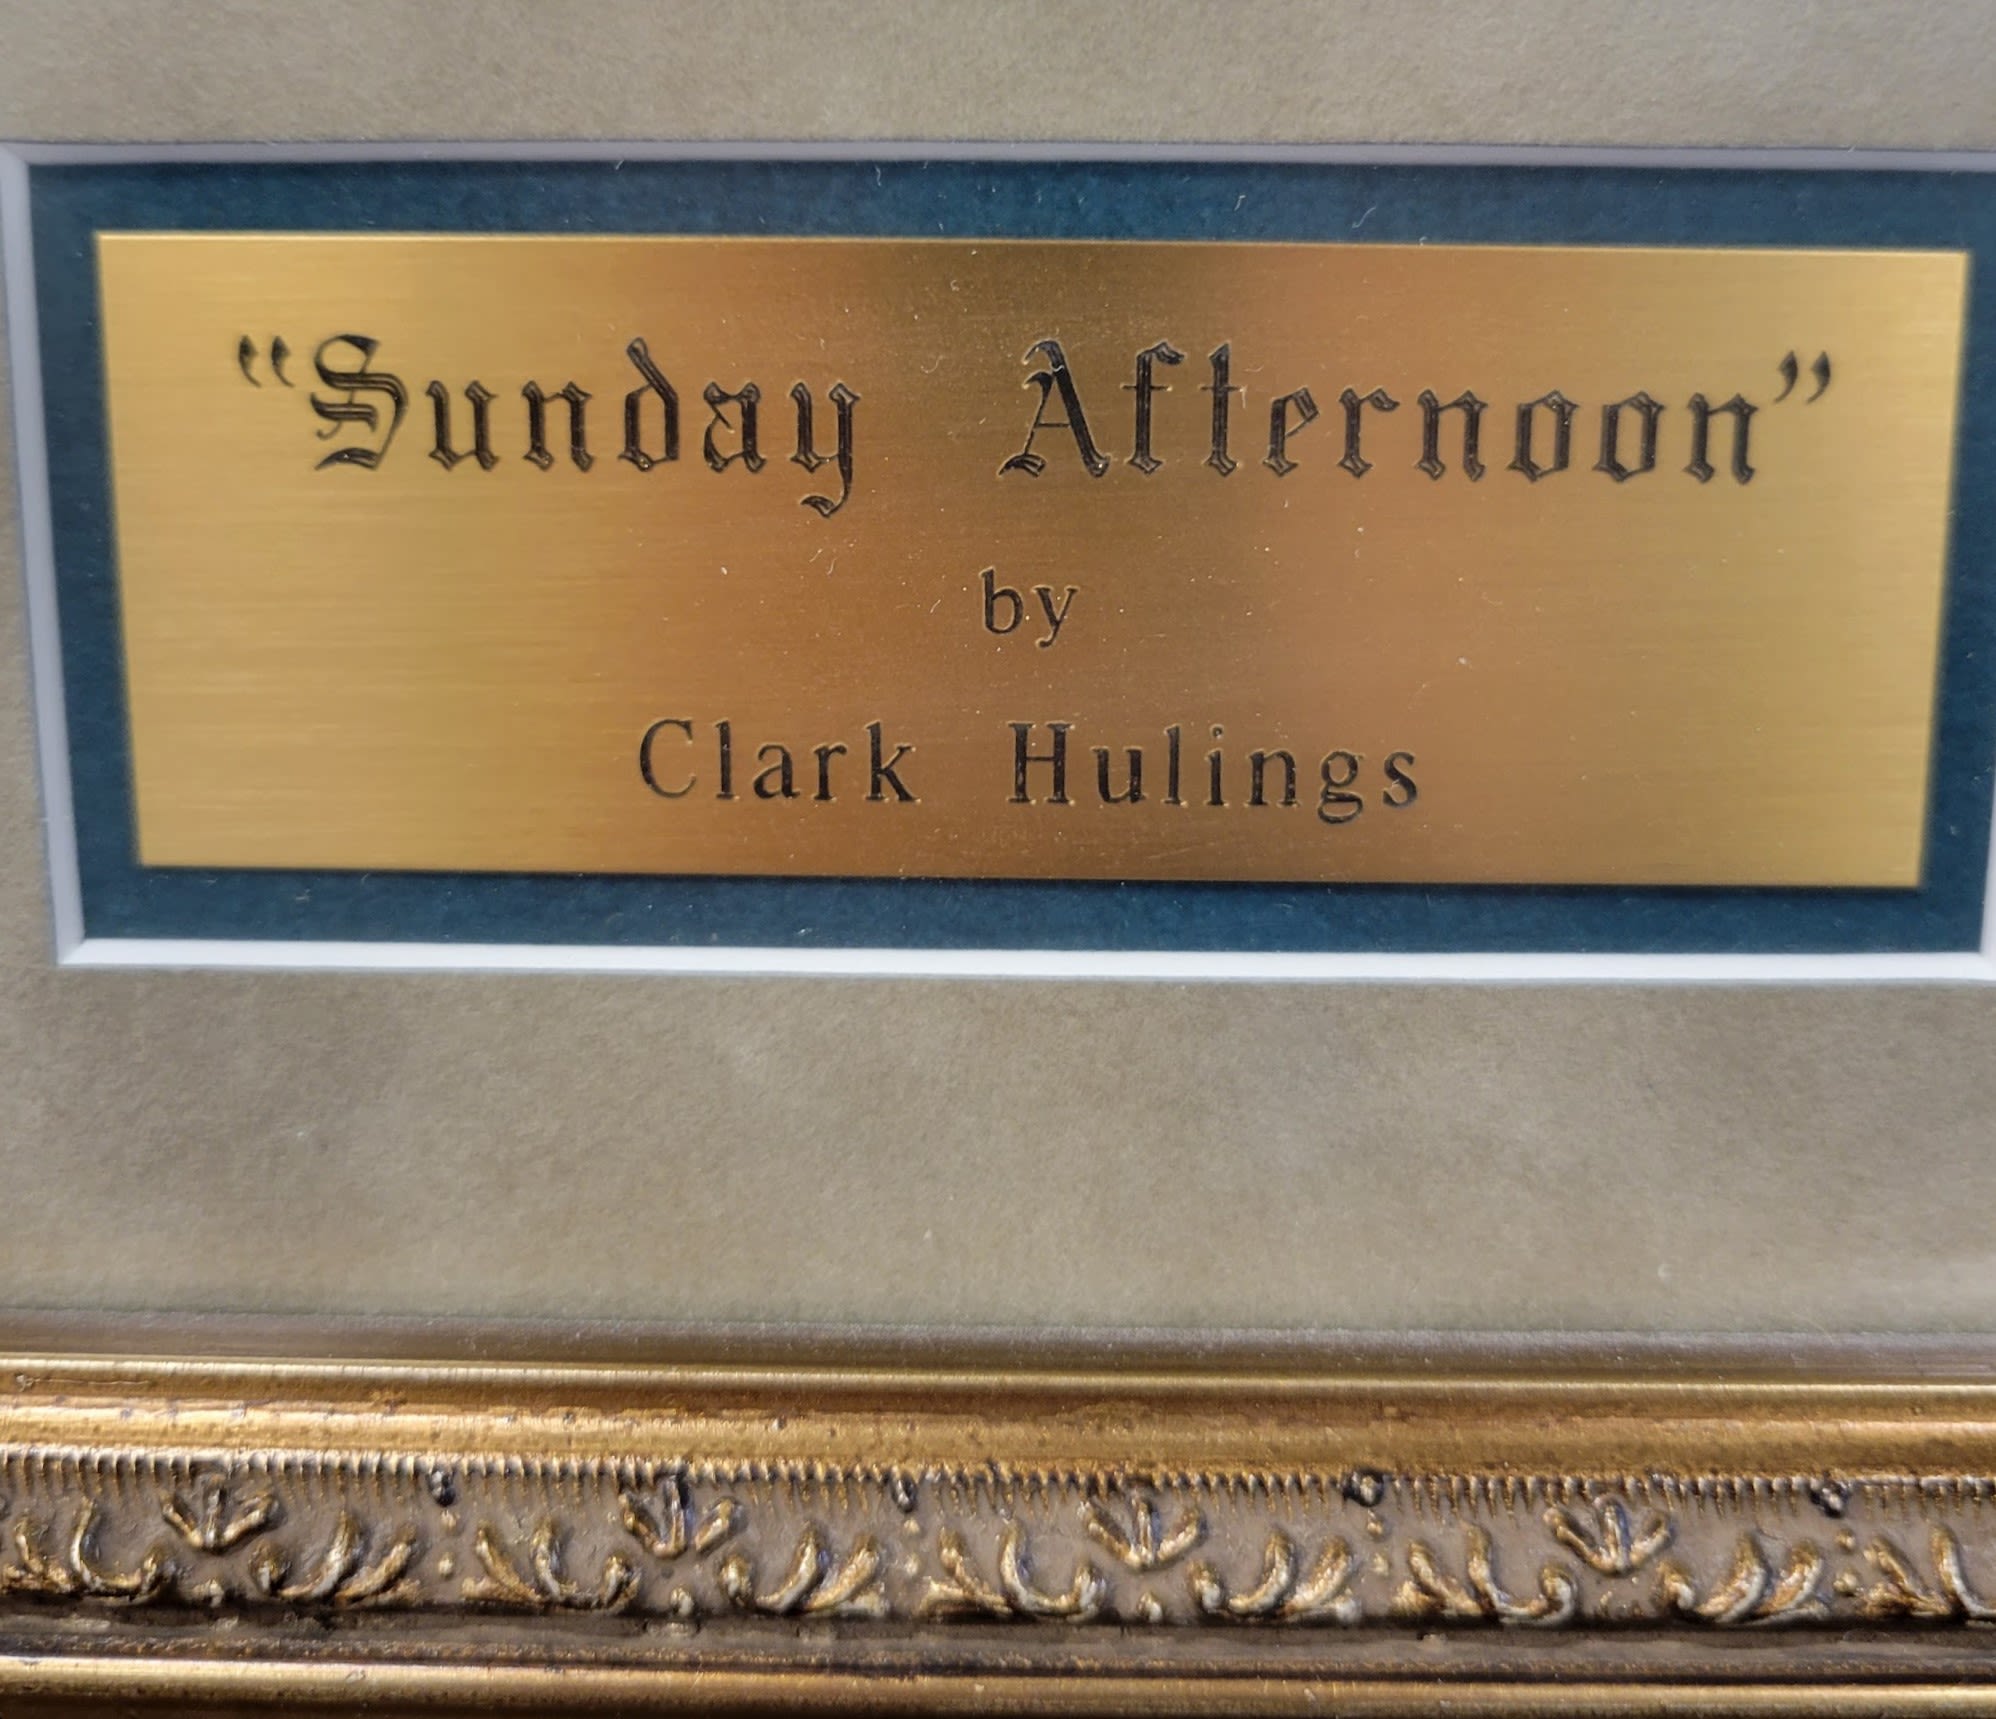 “Sunday Afternoon”
by
Clark Hulings